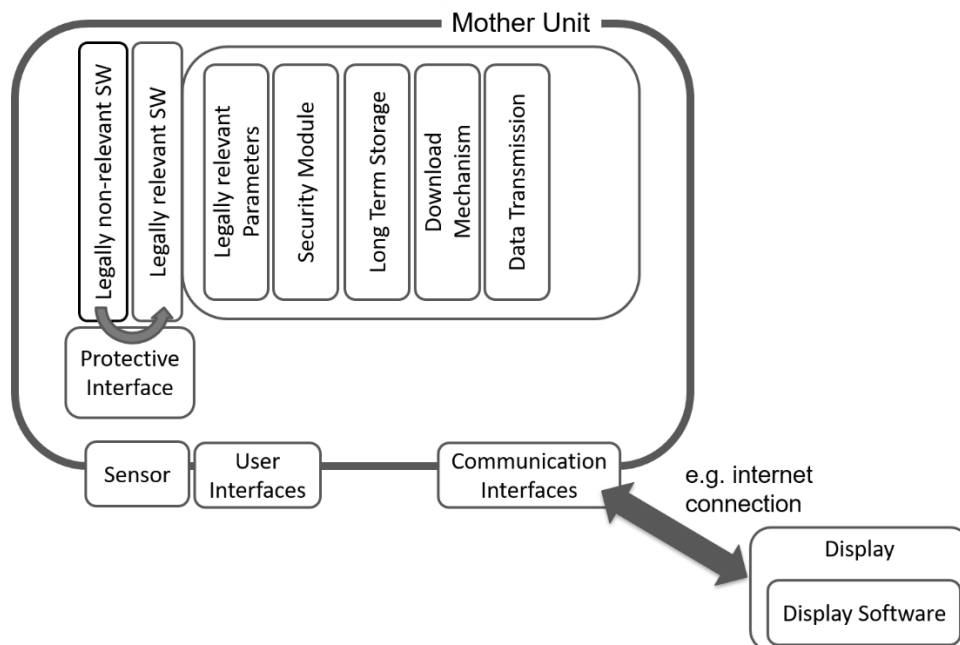 Mother Unit
Legally non-relevant SW
Legally relevant SW
Legally relevant
Parameters
Security Module
Long Term Storage
Download
Mechanism
Data Transmission
Protective
Interface
Sensor
User
Interfaces
Communication
Interfaces
e.g. internet
connection
Display
Display Software